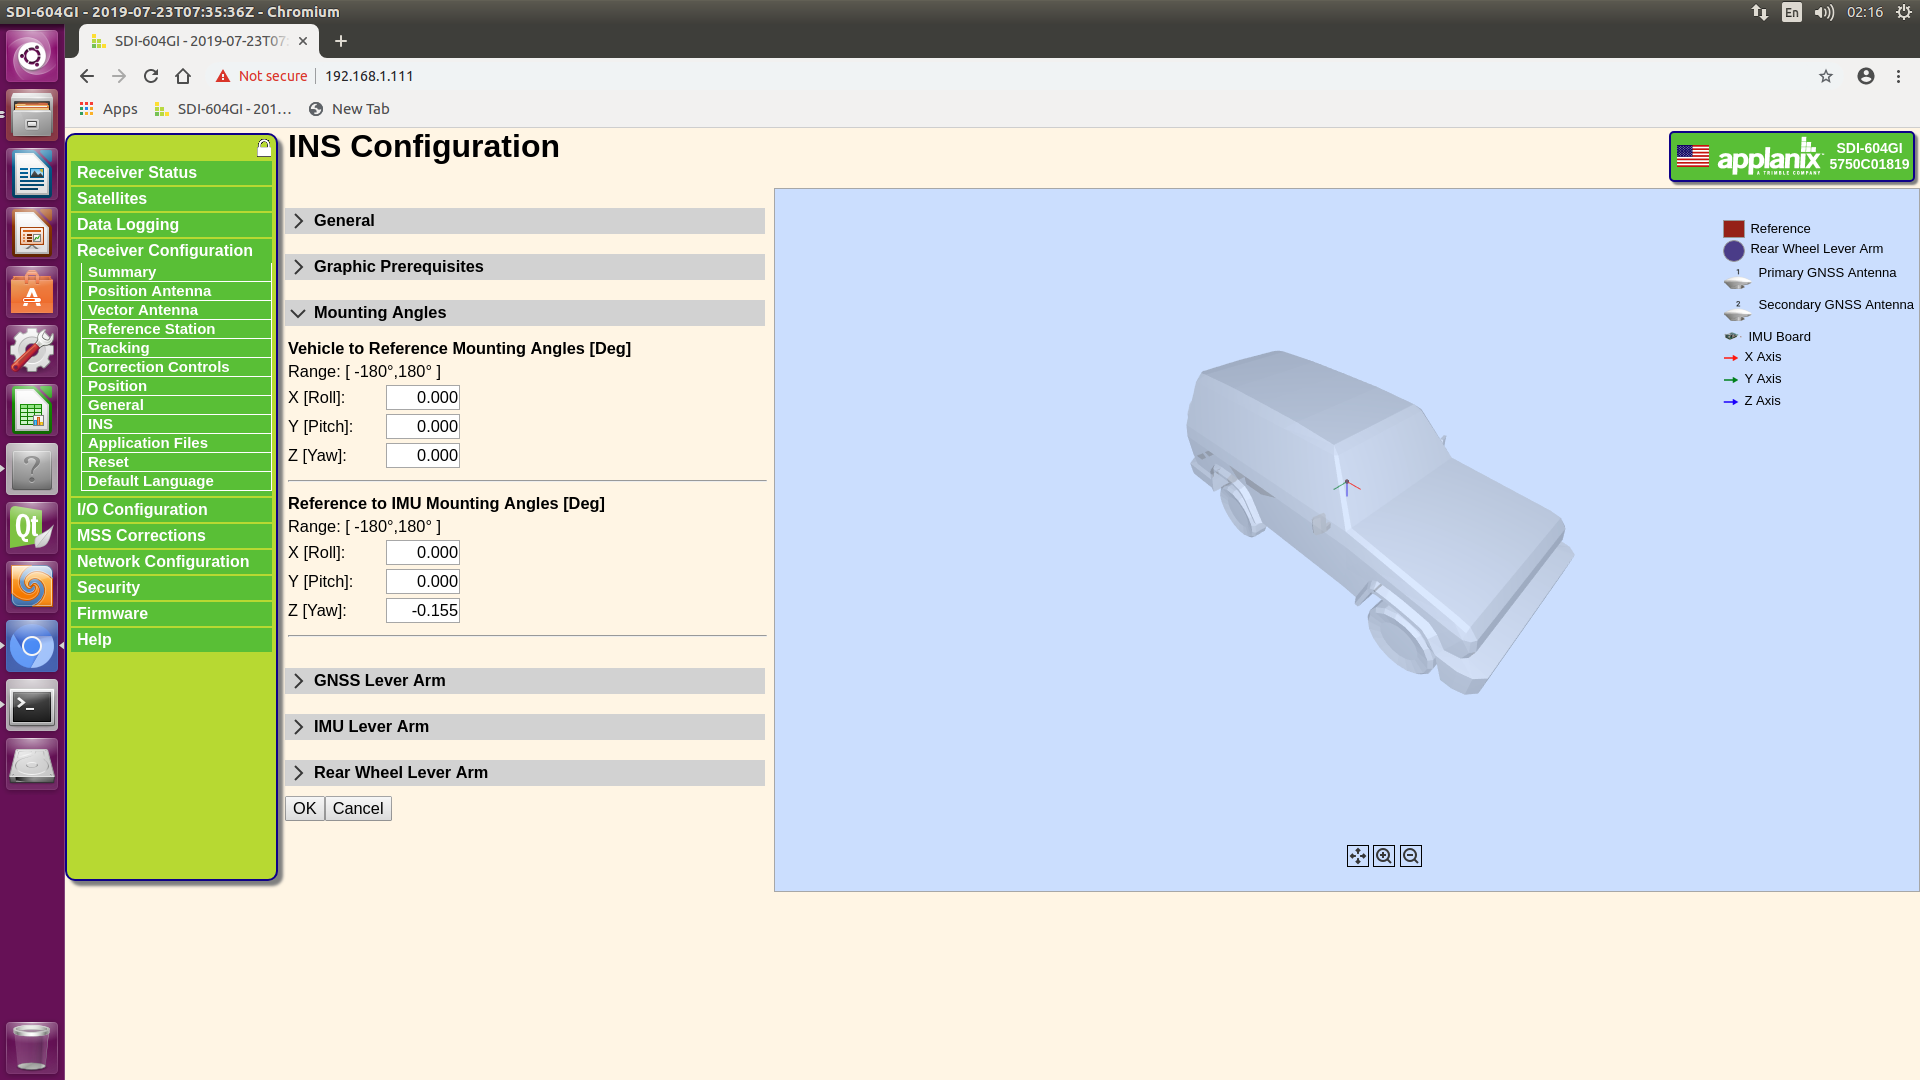 SDI-604GI - 2019-07-23T07:35:36Z - Chromium
En
02:16
SDI-604GI - 2019-07-23T07:
Not secure
192.168.1.111
Apps
SDI-604GI - 201...
New Tab
INS Configuration
applanix
A TRIMBLE COMPANY
SDI-604GI
5750C01819
Receiver Status
Satellites
Data Logging
Receiver Configuration
Summary
Position Antenna
Vector Antenna
Reference Station
Tracking
Correction Controls
Position
General
INS
Application Files
Reset
Default Language
I/O Configuration
MSS Corrections
Network Configuration
Security
Firmware
Help
General
Graphic Prerequisites
Mounting Angles
Vehicle to Reference Mounting Angles [Deg]
Range: [ -180°,180° ]
X [Roll]: 0.000
Y [Pitch]: 0.000
Z [Yaw]: 0.000
Reference to IMU Mounting Angles [Deg]
Range: [ -180°,180° ]
X [Roll]: 0.000
Y [Pitch]: 0.000
Z [Yaw]: -0.155
GNSS Lever Arm
IMU Lever Arm
Rear Wheel Lever Arm
OK Cancel
Reference
Rear Wheel Lever Arm
1 Primary GNSS Antenna
2 Secondary GNSS Antenna
IMU Board
X Axis
Y Axis
Z Axis
Qt